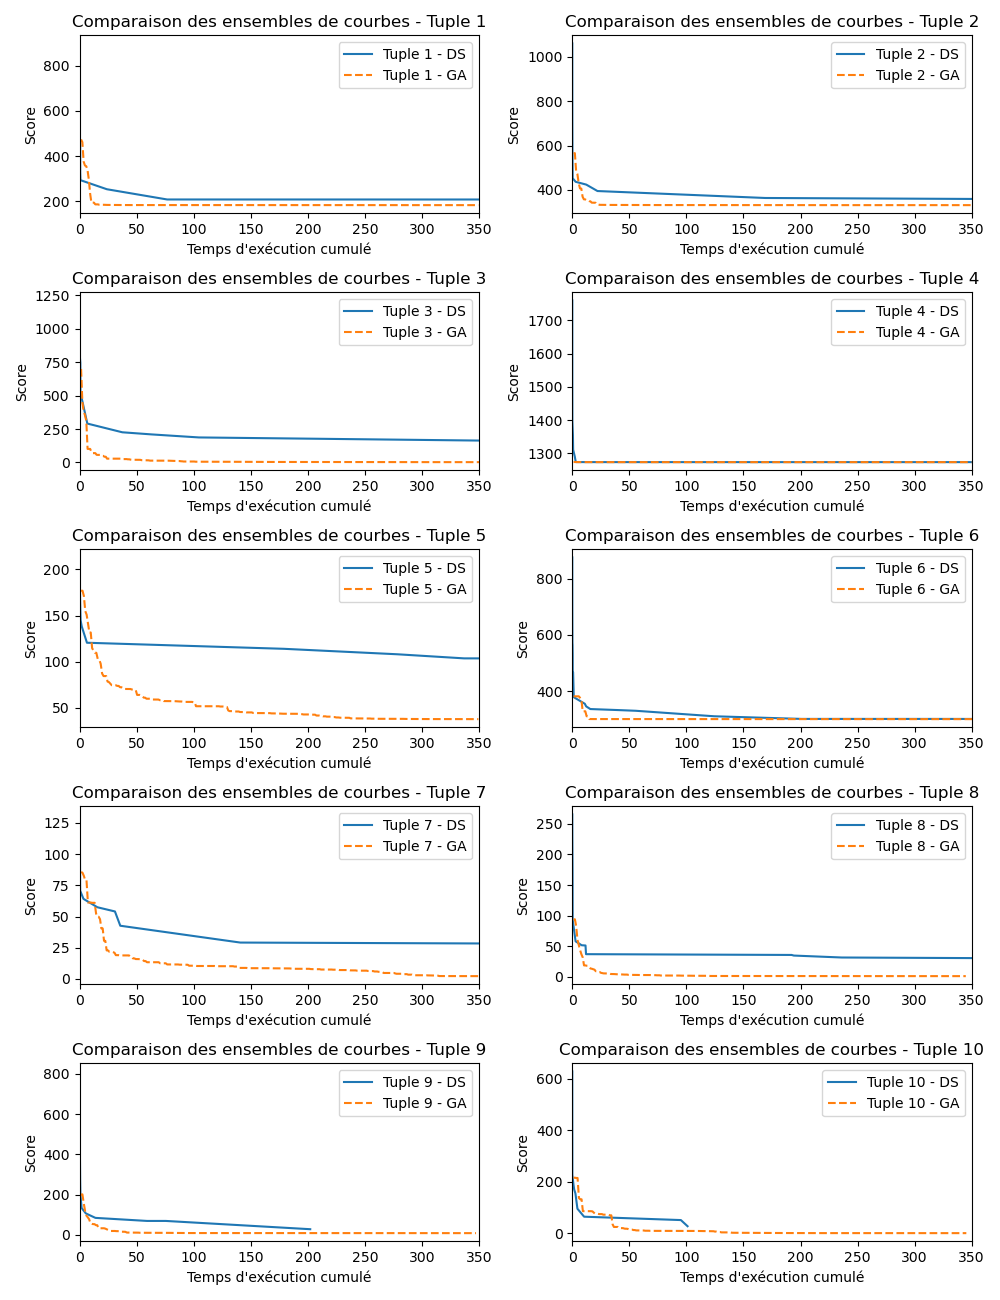 Comparaison des ensembles de courbes - Tuple 1
Score
800
600
400
200
0 50 100 150 200 250 300 350
Temps d'exécution cumulé
Tuple 1 - DS
Tuple 1 - GA
Comparaison des ensembles de courbes - Tuple 2
Score
1000
800
600
400
0 50 100 150 200 250 300 350
Temps d'exécution cumulé
Tuple 2 - DS
Tuple 2 - GA
Comparaison des ensembles de courbes - Tuple 3
Score
1250
1000
750
500
250
0
0 50 100 150 200 250 300 350
Temps d'exécution cumulé
Tuple 3 - DS
Tuple 3 - GA
Comparaison des ensembles de courbes - Tuple 4
Score
1700
1600
1500
1400
1300
0 50 100 150 200 250 300 350
Temps d'exécution cumulé
Tuple 4 - DS
Tuple 4 - GA
Comparaison des ensembles de courbes - Tuple 5
Score
200
150
100
50
0 50 100 150 200 250 300 350
Temps d'exécution cumulé
Tuple 5 - DS
Tuple 5 - GA
Comparaison des ensembles de courbes - Tuple 6
Score
800
600
400
0 50 100 150 200 250 300 350
Temps d'exécution cumulé
Tuple 6 - DS
Tuple 6 - GA
Comparaison des ensembles de courbes - Tuple 7
Score
125
100
75
50
25
0
0 50 100 150 200 250 300 350
Temps d'exécution cumulé
Tuple 7 - DS
Tuple 7 - GA
Comparaison des ensembles de courbes - Tuple 8
Score
250
200
150
100
50
0
0 50 100 150 200 250 300 350
Temps d'exécution cumulé
Tuple 8 - DS
Tuple 8 - GA
Comparaison des ensembles de courbes - Tuple 9
Score
800
600
400
200
0
0 50 100 150 200 250 300 350
Temps d'exécution cumulé
Tuple 9 - DS
Tuple 9 - GA
Comparaison des ensembles de courbes - Tuple 10
Score
600
400
200
0
0 50 100 150 200 250 300 350
Temps d'exécution cumulé
Tuple 10 - DS
Tuple 10 - GA